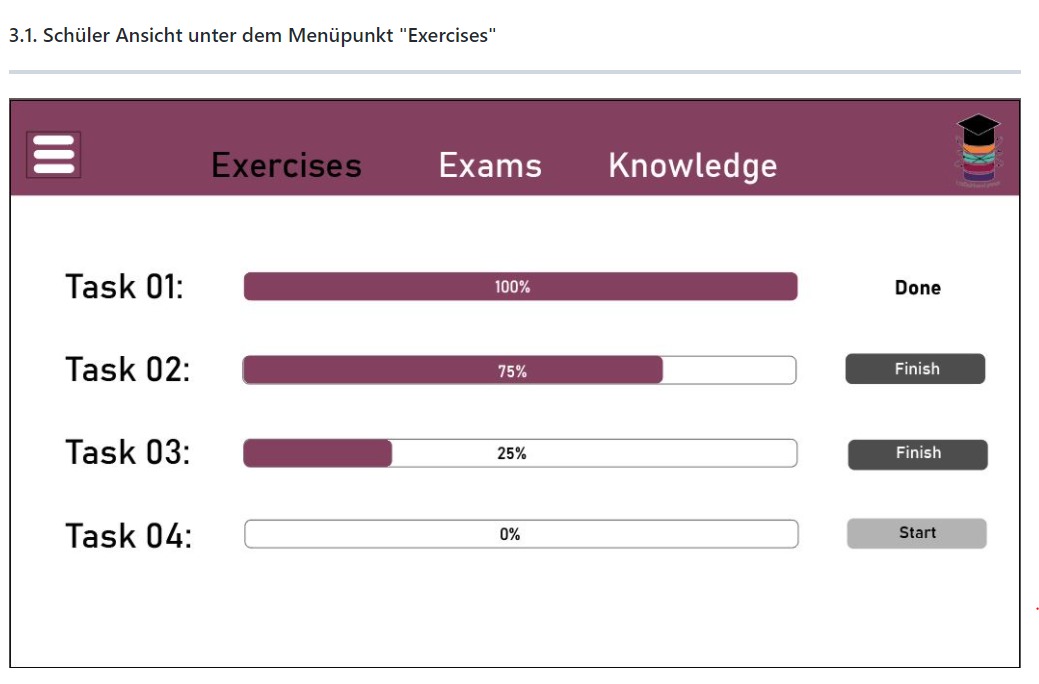 3.1. Schüler Ansicht unter dem Menüpunkt "Exercises"
Exercises Exams Knowledge
Task 01: 100% Done
Task 02: 75% Finish
Task 03: 25% Finish
Task 04: 0% Start